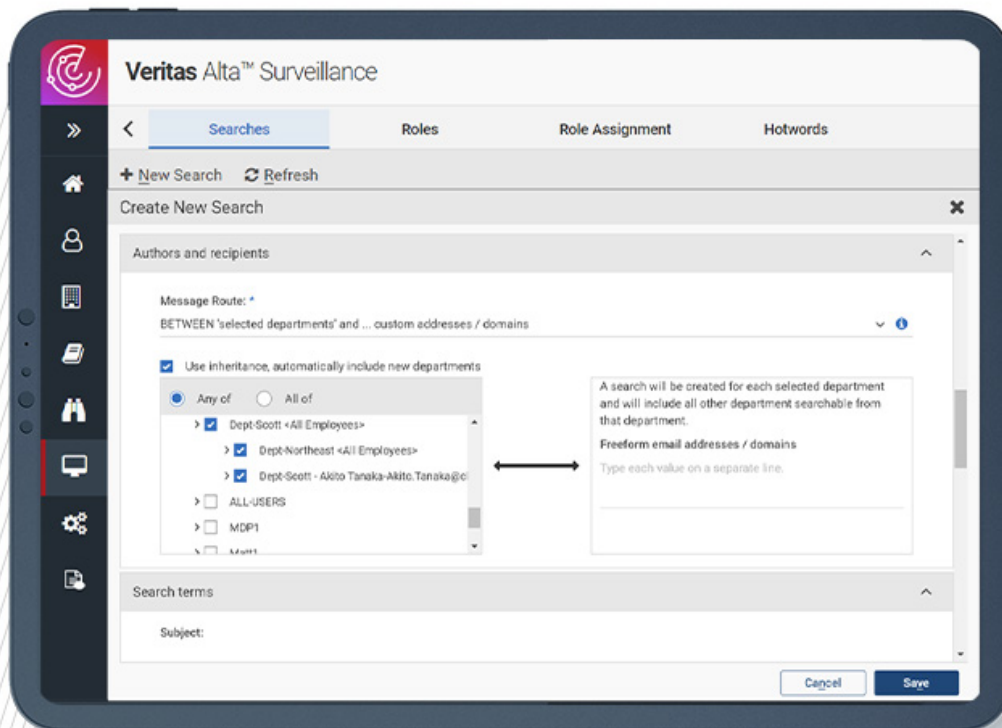 Veritas Alta™ Surveillance
Searches Roles Role Assignment Hotwords
New Search Refresh
Create New Search
Authors and recipients
Message Route: *
BETWEEN 'selected departments' and ... custom addresses / domains
Use inheritance, automatically include new departments
Any of All of
Dept-Scott <All Employees>
Dept-Northeast <All Employees>
Dept-Scott - Akito Tanaka-Akito.Tanaka@cl
ALL-USERS
MDP1
Matt1
A search will be created for each selected department
and will include all other department searchable from
that department.
Freeform email addresses / domains
Type each value on a separate line.
Search terms
Subject:
Cancel Save